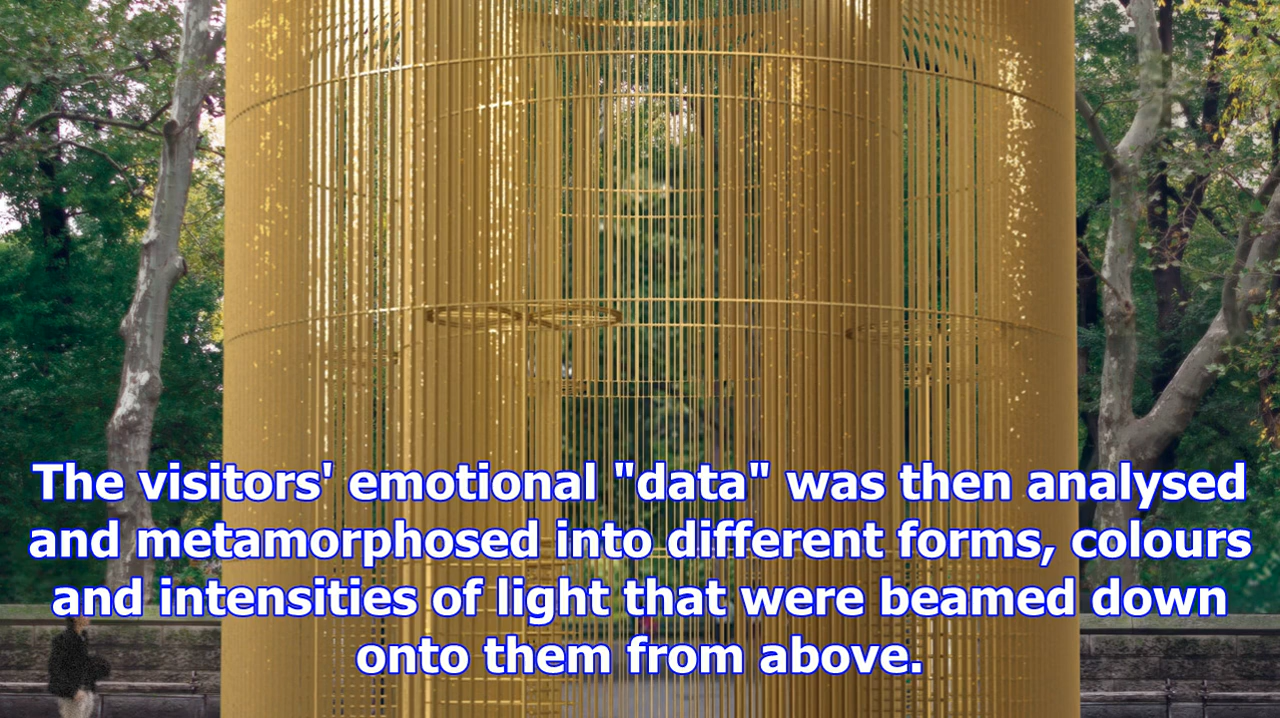 The visitors' emotional "data" was then analysed
and metamorphosed into different forms, colours
and intensities of light that were beamed down
onto them from above.